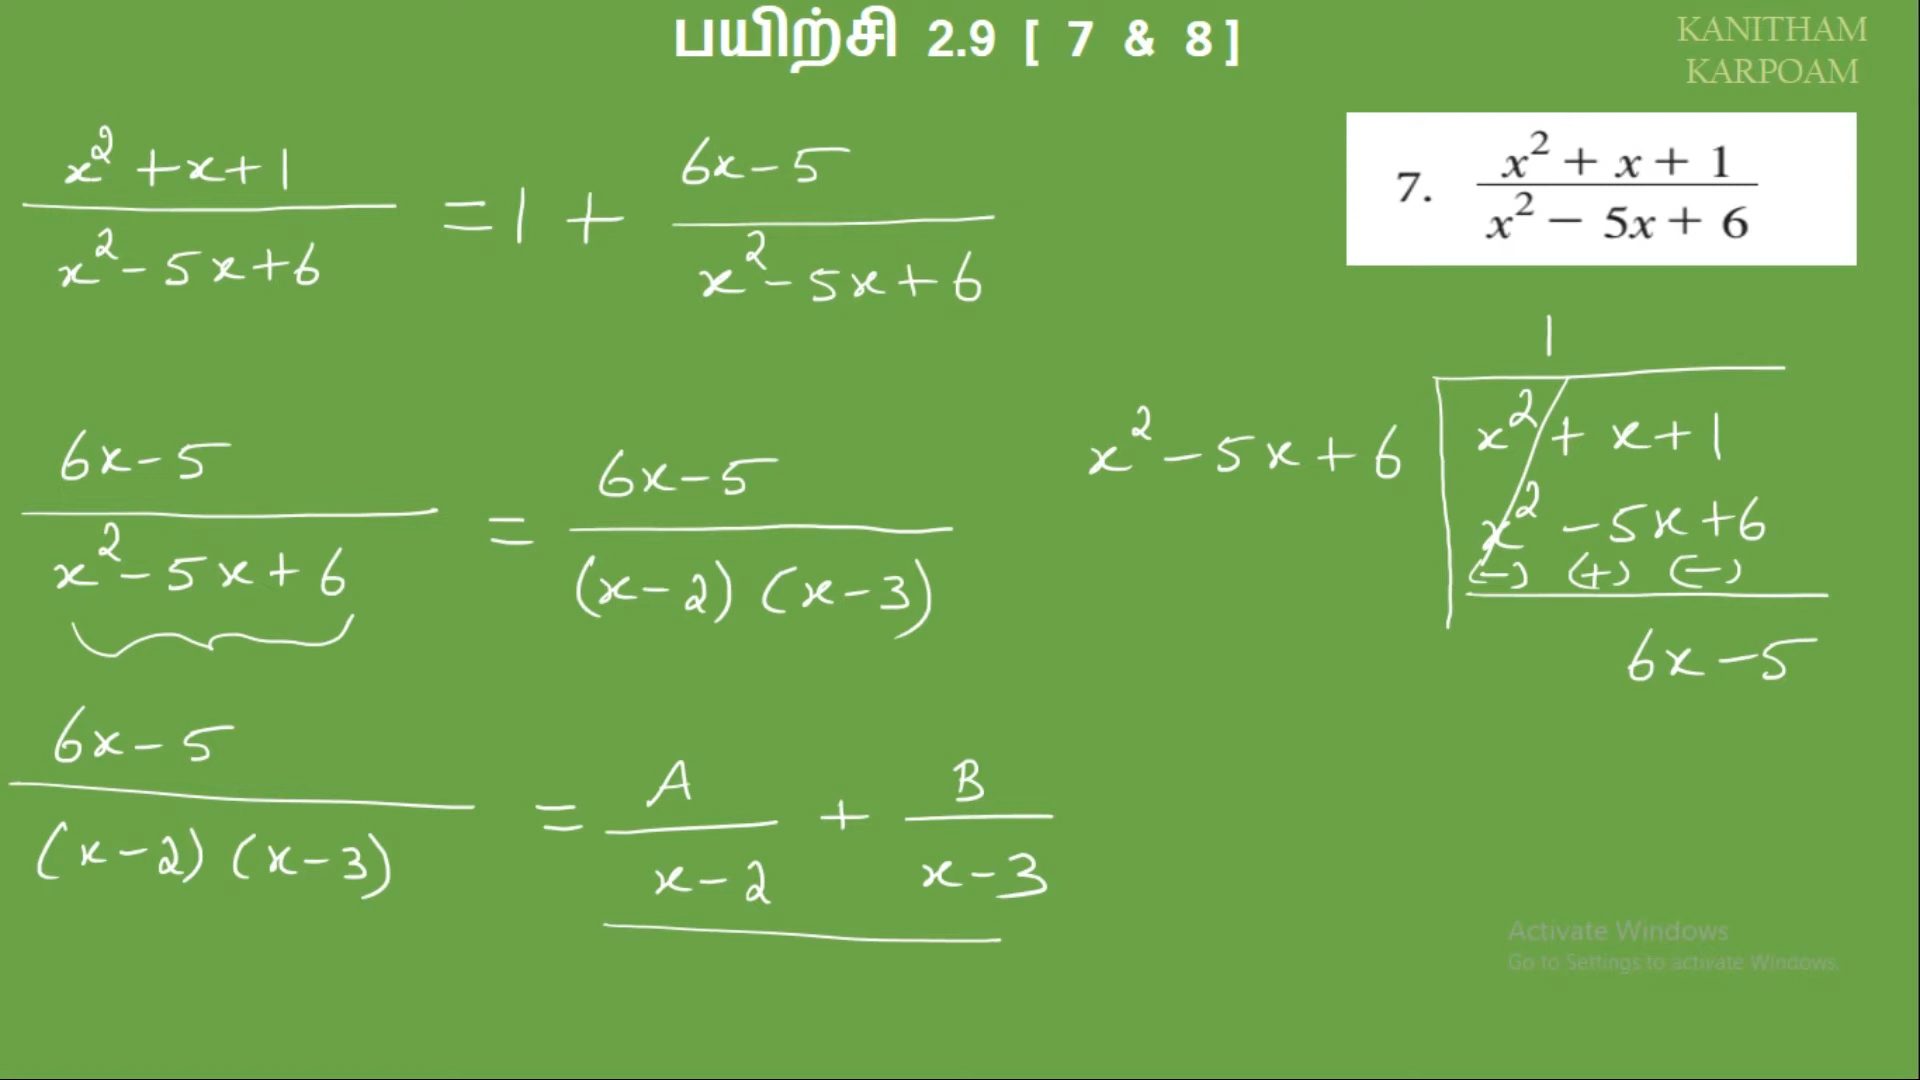 பயிற்சி 2.9 [ 7 & 8 ]
KANITHAM
KARPOAM
(x² + x + 1)/(x² - 5x + 6) = 1 + (6x - 5)/(x² - 5x + 6)
7. (x² + x + 1)/(x² - 5x + 6)
1
x² - 5x + 6
x² + x + 1
x² - 5x + 6
(-) (+) (-)
6x - 5
(6x - 5)/(x² - 5x + 6) = (6x - 5)/((x - 2) (x - 3))
(6x - 5)/((x - 2) (x - 3)) = A/(x - 2) + B/(x - 3)
Activate Windows
Go to Settings to activate Windows.